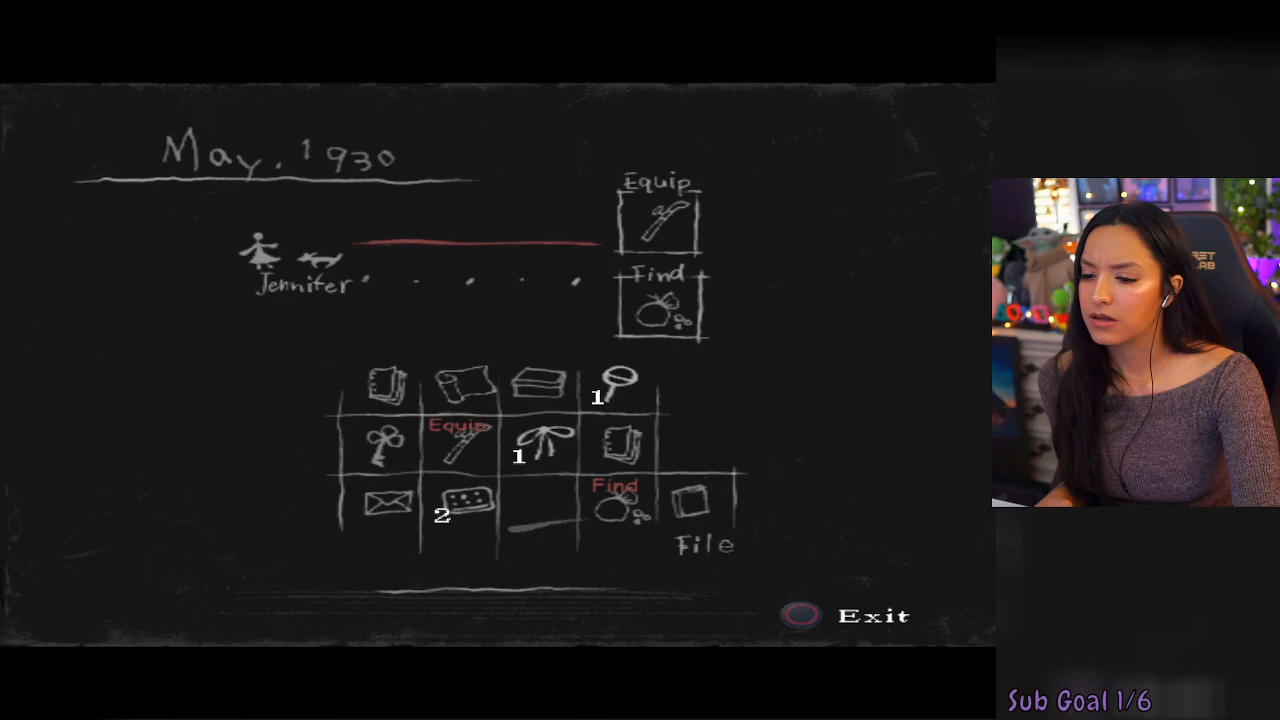 May. 1930
Equip
Find
Jennifer
1
Equip
1
Find
2
File
Exit
Sub Goal 1/6